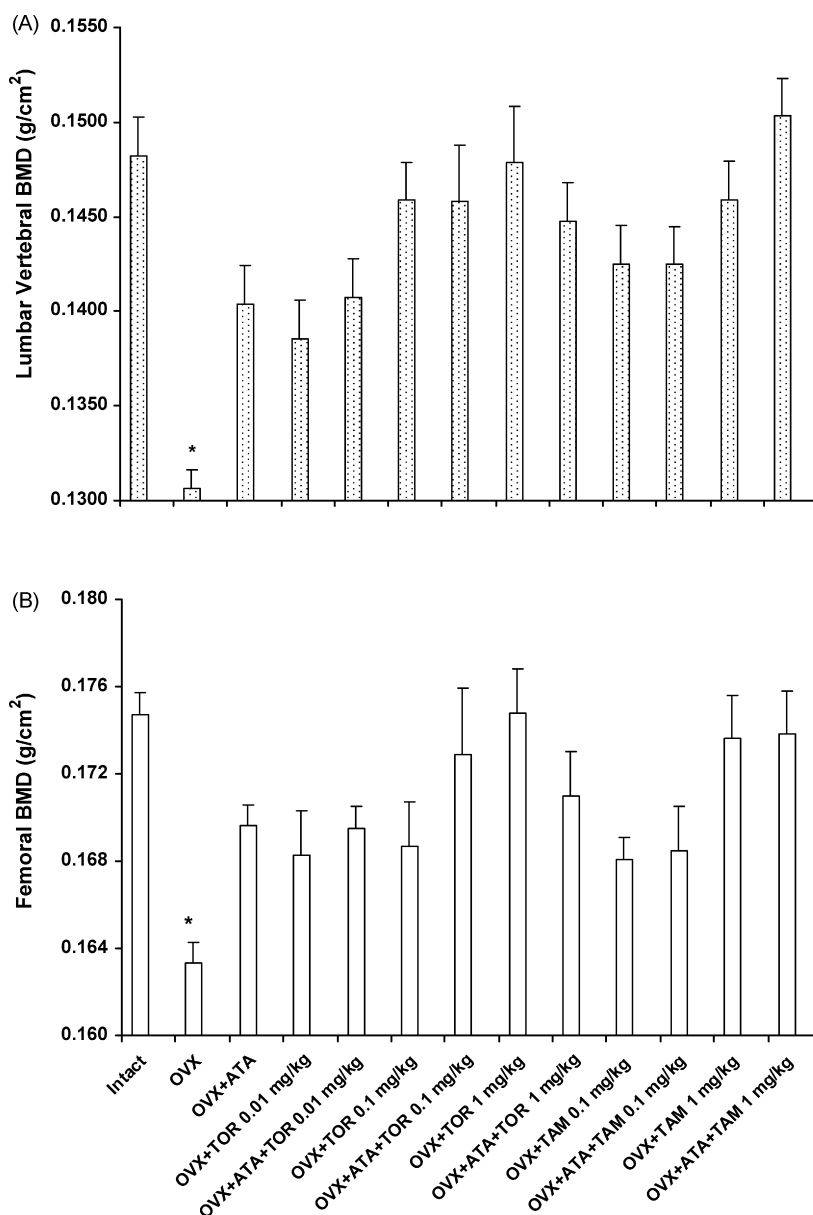 (A)
Lumbar Vertebral BMD (g/cm²)
0.1550
0.1500
0.1450
0.1400
0.1350
0.1300
*
(B)
Femoral BMD (g/cm²)
0.180
0.176
0.172
0.168
0.164
0.160
*
Intact
OVX
OVX+ATA
OVX+TOR 0.01 mg/kg
OVX+ATA+TOR 0.01 mg/kg
OVX+TOR 0.1 mg/kg
OVX+ATA+TOR 0.1 mg/kg
OVX+TOR 1 mg/kg
OVX+ATA+TOR 1 mg/kg
OVX+TAM 0.1 mg/kg
OVX+ATA+TAM 0.1 mg/kg
OVX+TAM 1 mg/kg
OVX+ATA+TAM 1 mg/kg